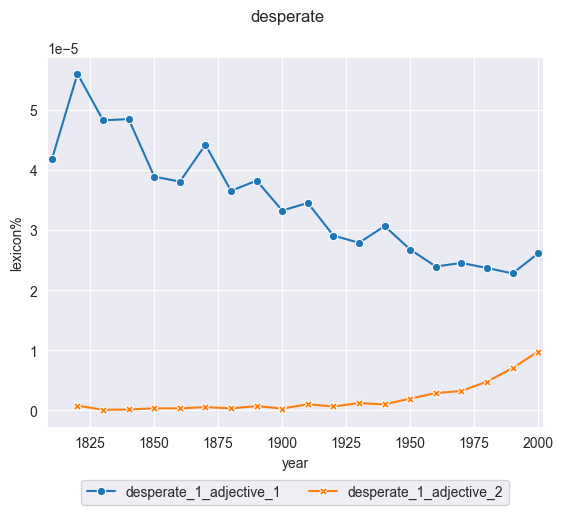 desperate
1e−5
5
4
3
2
1
0
lexicon%
1825 1850 1875 1900 1925 1950 1975 2000
year
desperate_1_adjective_1 desperate_1_adjective_2